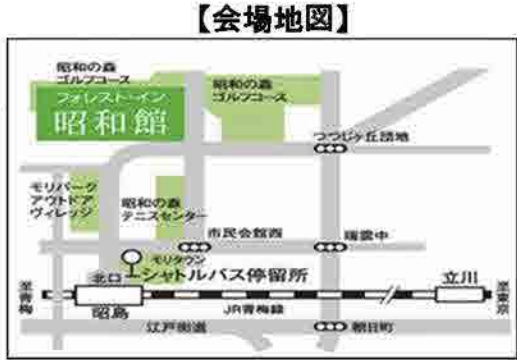 【会場地図】
昭和の森
ゴルフコース
昭和の森
ゴルフコース
フォレスト・イン
昭和館
つつじヶ丘団地
モリパーク
アウトドア
ヴィレッジ
昭和の森
テニスセンター
市民会館西
瑞雲中
モリタウン
シャトルバス停留所
北口
昭島
立川
至青梅
至東京
JR青梅線
江戸街道
朝日町